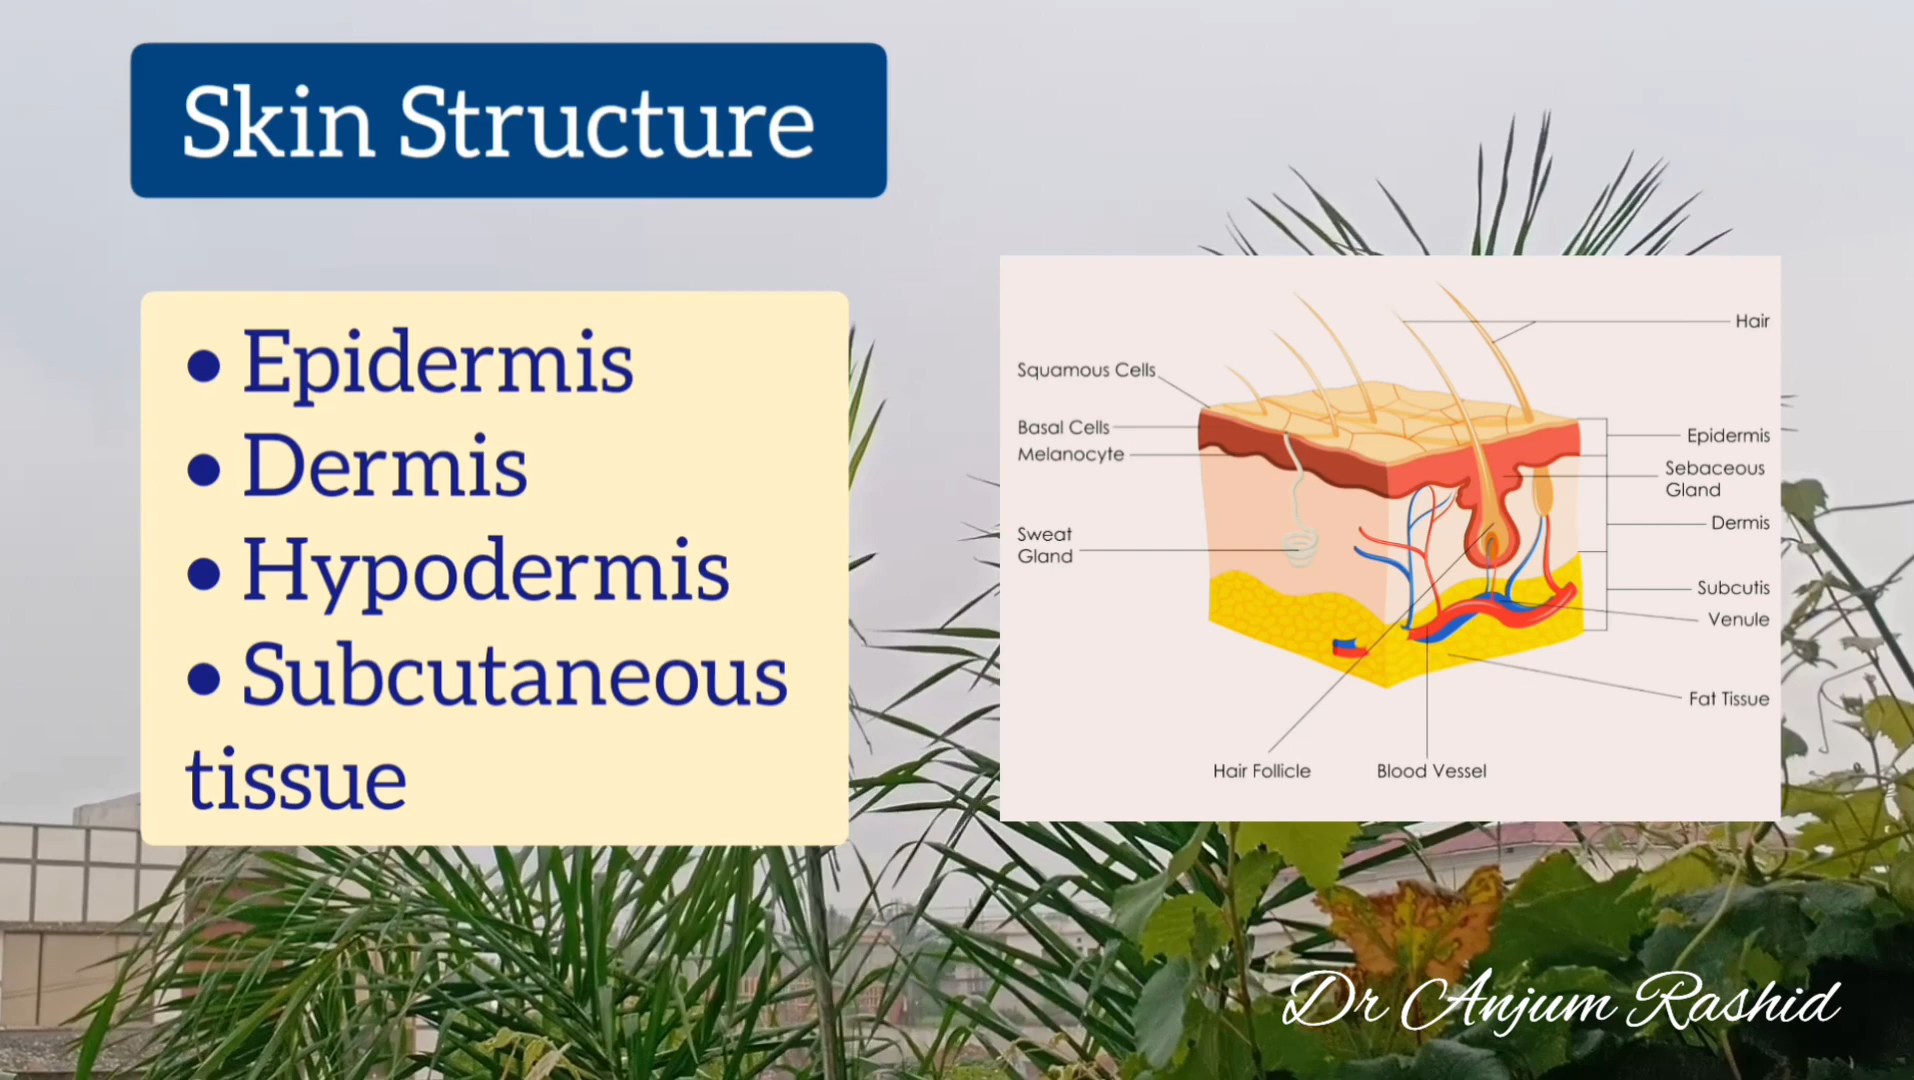 Skin Structure
• Epidermis
• Dermis
• Hypodermis
• Subcutaneous
tissue
Hair
Squamous Cells
Basal Cells
Melanocyte
Epidermis
Sebaceous
Gland
Dermis
Sweat
Gland
Subcutis
Venule
Fat Tissue
Hair Follicle
Blood Vessel
Dr Anjum Rashid